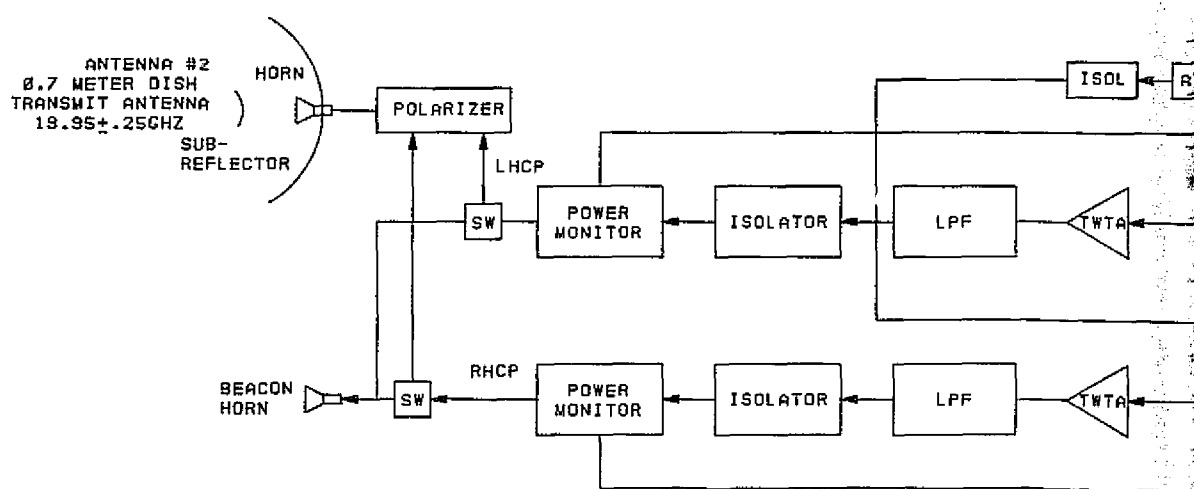 ANTENNA #2
0.7 METER DISH
TRANSMIT ANTENNA
19.95±.25GHZ
HORN
SUB-
REFLECTOR
POLARIZER
LHCP
SW
POWER
MONITOR
ISOLATOR
LPF
TWTA
ISOL
BEACON
HORN
SW
RHCP
POWER
MONITOR
ISOLATOR
LPF
TWTA